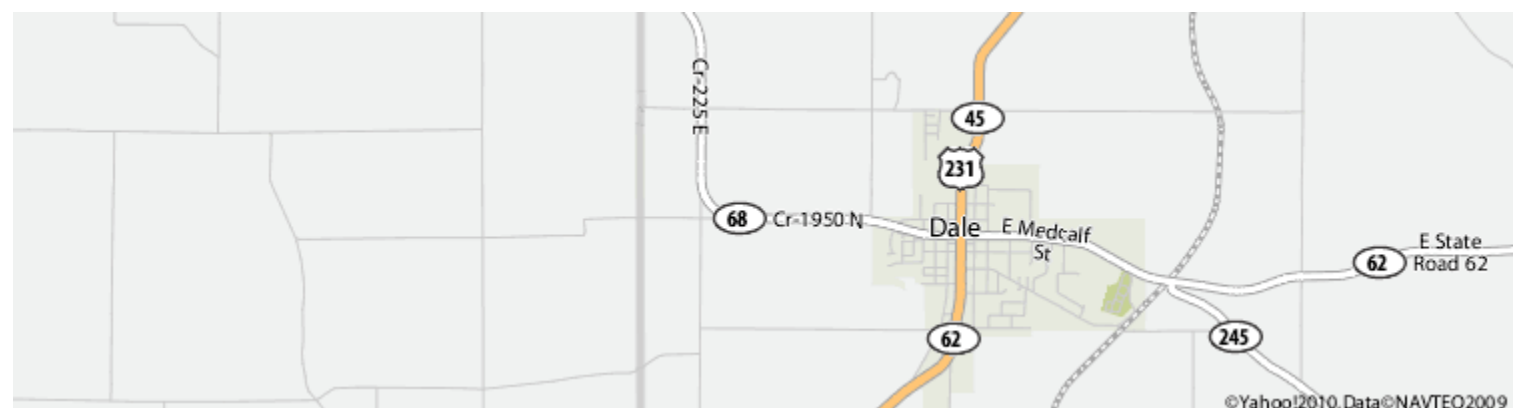 Cr-225 E
45
231
68
Cr-1950 N
Dale
E Medcalf
St
E State
62
Road 62
62
245
©Yahoo!2010,Data©NAVTEQ2009